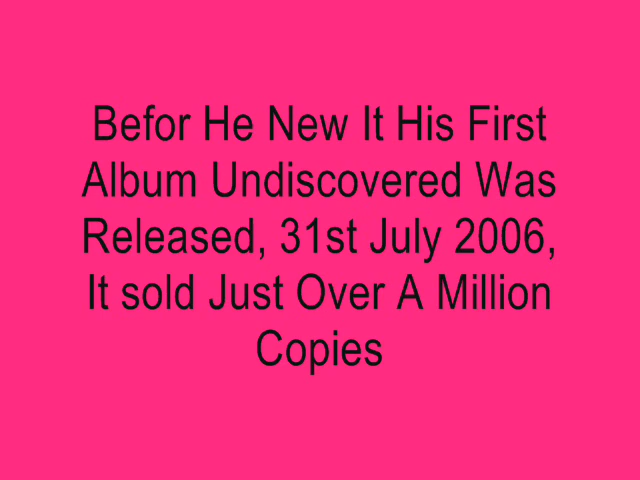 Befor He New It His First
Album Undiscovered Was
Released, 31st July 2006,
It sold Just Over A Million
Copies